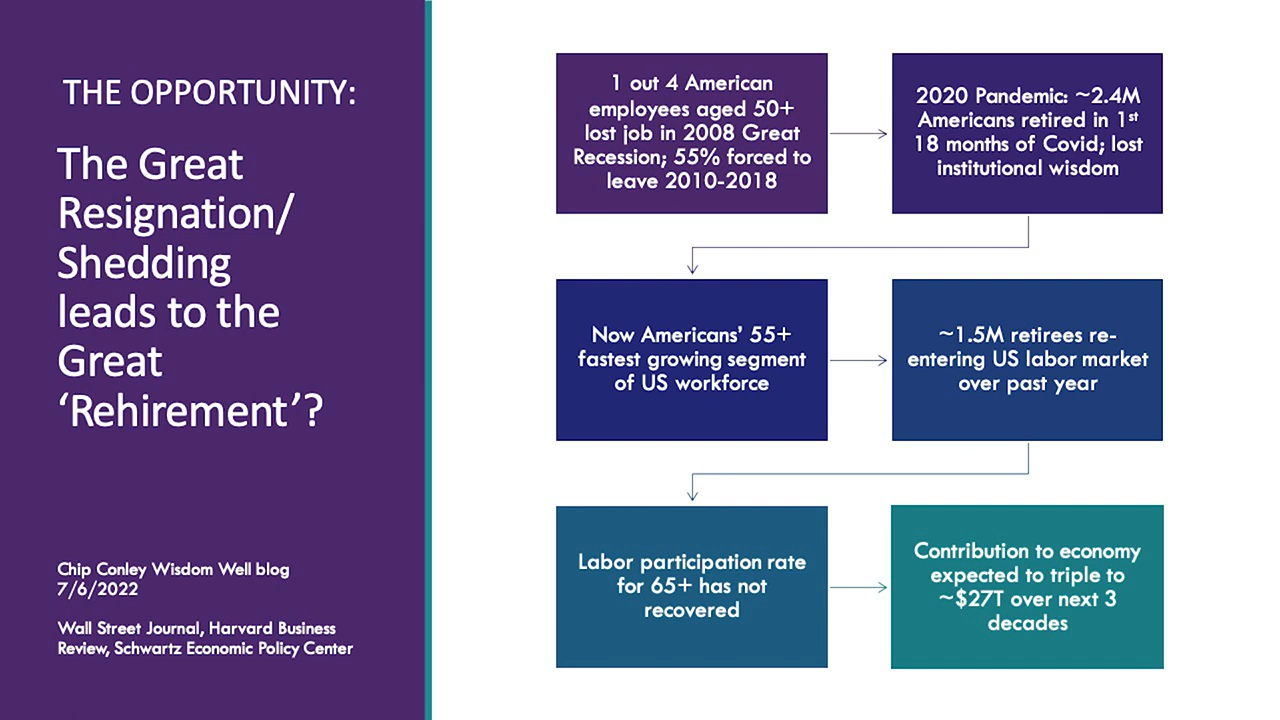 THE OPPORTUNITY:
The Great
Resignation/
Shedding
leads to the
Great
‘Rehirement’?
Chip Conley Wisdom Well blog
7/6/2022
Wall Street Journal, Harvard Business
Review, Schwartz Economic Policy Center
1 out 4 American
employees aged 50+
lost job in 2008 Great
Recession; 55% forced to
leave 2010-2018
2020 Pandemic: ~2.4M
Americans retired in 1st
18 months of Covid; lost
institutional wisdom
Now Americans’ 55+
fastest growing segment
of US workforce
~1.5M retirees re-
entering US labor market
over past year
Labor participation rate
for 65+ has not
recovered
Contribution to economy
expected to triple to
~$27T over next 3
decades